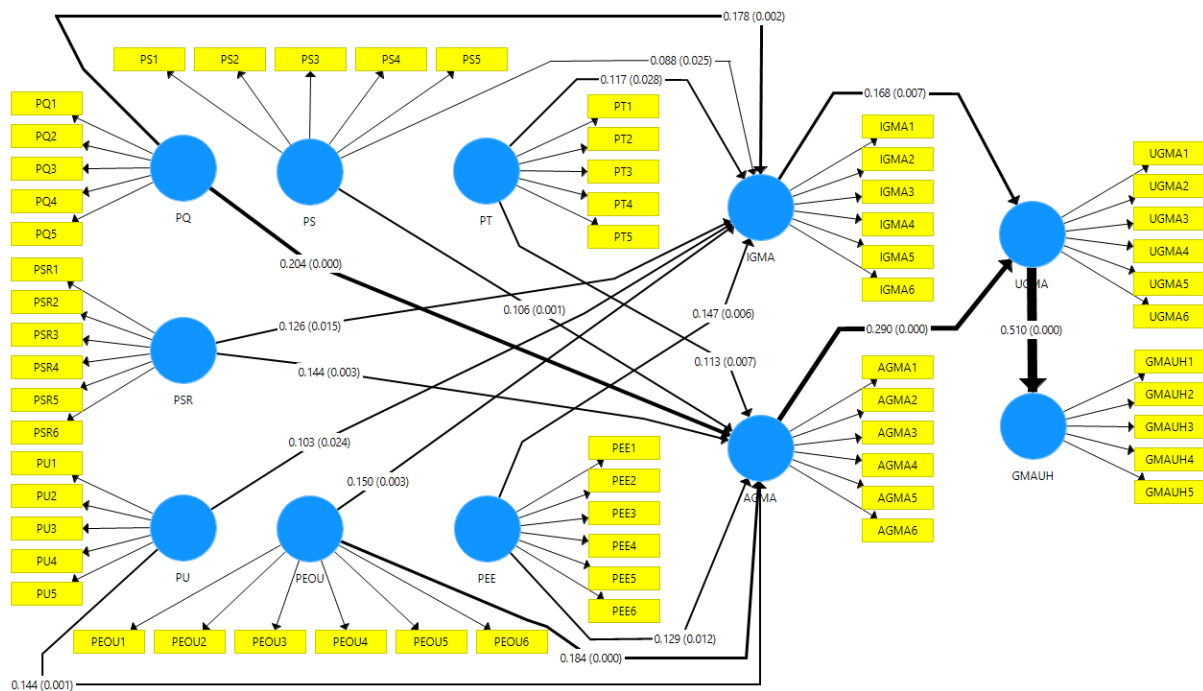 0.178 (0.002)
PS1 PS2 PS3 PS4 PS5
0.088 (0.025)
0.117 (0.028)
0.168 (0.007)
PQ1
PQ2
PQ3
PQ4
PQ5
PQ
PS
PT
PT1
PT2
PT3
PT4
PT5
IGMA1
IGMA2
IGMA3
IGMA4
IGMA5
IGMA6
IGMA
UGMA1
UGMA2
UGMA3
UGMA4
UGMA5
UGMA6
UGMA
0.204 (0.000)
0.106 (0.001)
0.147 (0.006)
0.126 (0.015)
0.144 (0.003)
0.113 (0.007)
0.290 (0.000)
0.510 (0.000)
PSR1
PSR2
PSR3
PSR4
PSR5
PSR6
PSR
AGMA1
AGMA2
AGMA3
AGMA4
AGMA5
AGMA6
AGMA
GMAUH1
GMAUH2
GMAUH3
GMAUH4
GMAUH5
GMAUH
0.103 (0.024)
0.150 (0.003)
PU1
PU2
PU3
PU4
PU5
PU
PEOU
PEE
PEE1
PEE2
PEE3
PEE4
PEE5
PEE6
PEOU1 PEOU2 PEOU3 PEOU4 PEOU5 PEOU6
0.129 (0.012)
0.184 (0.000)
0.144 (0.001)